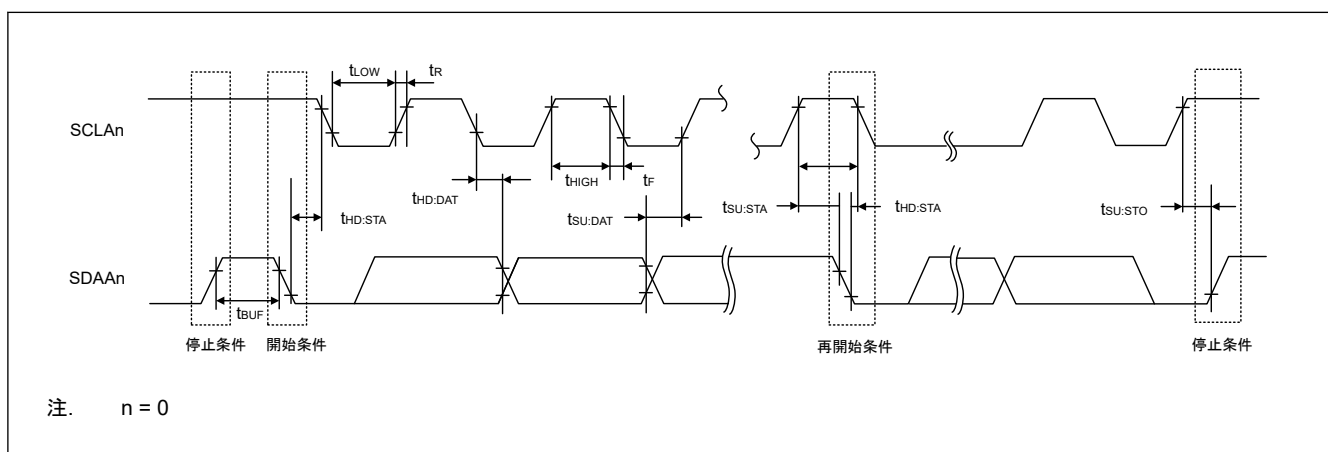 tLOW
tR
SCLAn
tHD:DAT
tHIGH
tF
tHD:STA
tSU:DAT
tSU:STA
tHD:STA
tSU:STO
SDAAn
tBUF
停止条件
開始条件
再開始条件
停止条件
注. n = 0